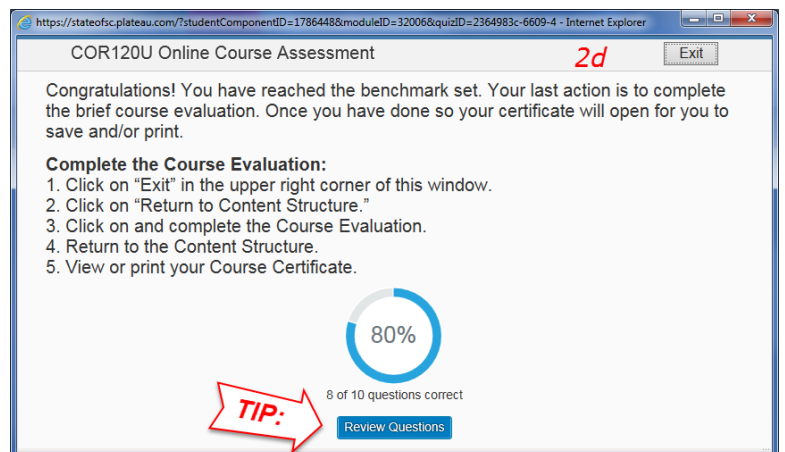 https://stateofsc.plateau.com/?studentComponentID=1786448&moduleID=32006&quizID=2364983c-6609-4 - Internet Explorer
COR120U Online Course Assessment
2d
Exit
Congratulations! You have reached the benchmark set. Your last action is to complete
the brief course evaluation. Once you have done so your certificate will open for you to
save and/or print.
Complete the Course Evaluation:
1. Click on “Exit” in the upper right corner of this window.
2. Click on “Return to Content Structure.”
3. Click on and complete the Course Evaluation.
4. Return to the Content Structure.
5. View or print your Course Certificate.
80%
8 of 10 questions correct
TIP:
Review Questions